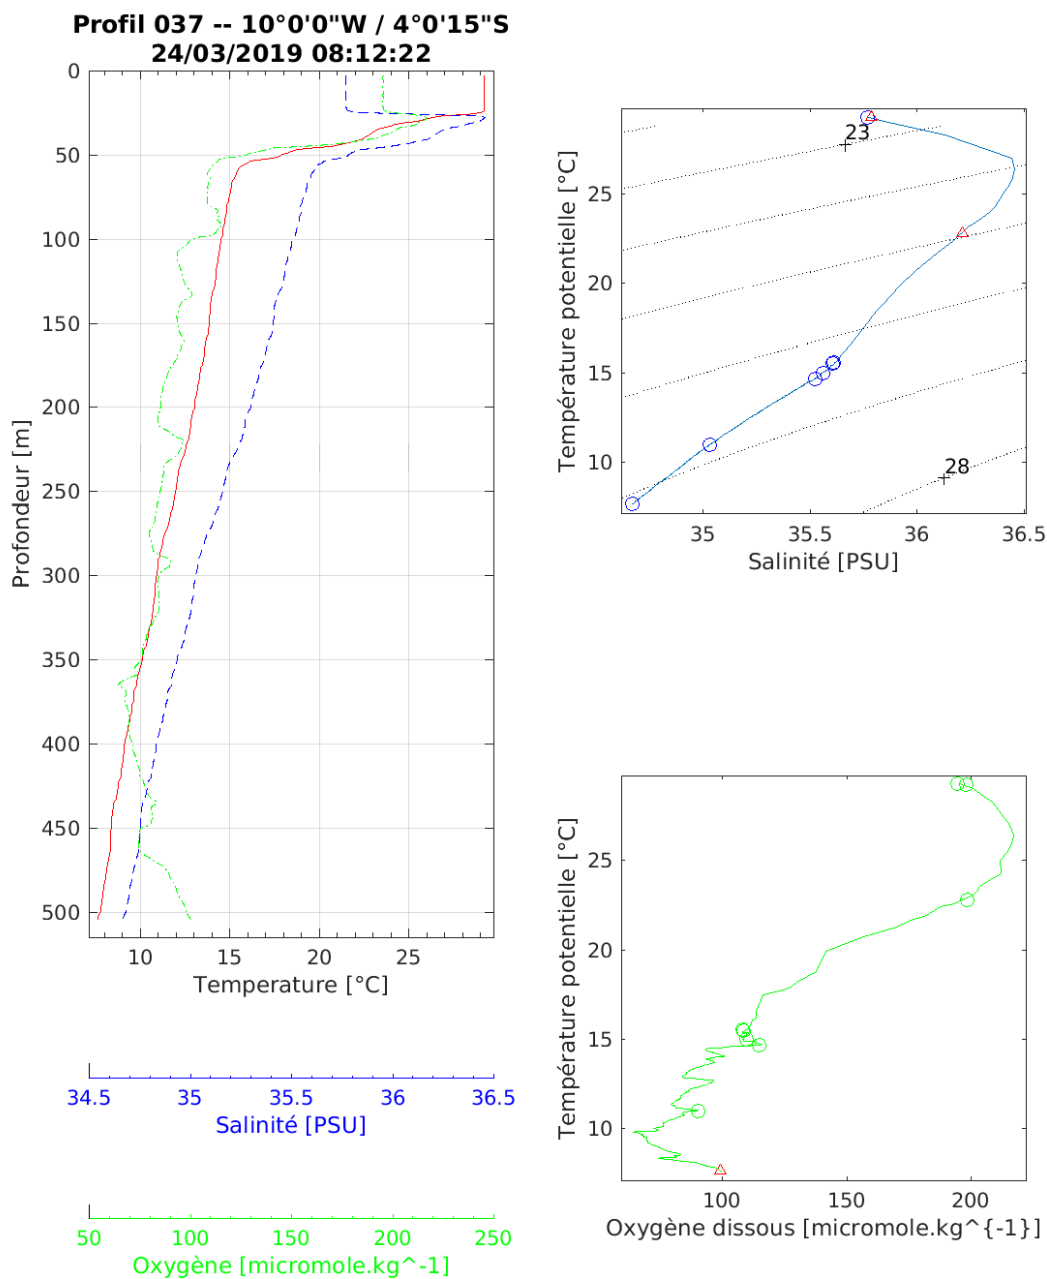 Profil 037 -- 10°0'0"W / 4°0'15"S
24/03/2019 08:12:22
0
50
100
150
200
250
300
350
400
450
500
Profondeur [m]
10 15 20 25
Temperature [°C]
34.5 35 35.5 36 36.5
Salinité [PSU]
50 100 150 200 250
Oxygène [micromole.kg^-1]
23
28
25
20
15
10
Température potentielle [°C]
35 35.5 36 36.5
Salinité [PSU]
25
20
15
10
Température potentielle [°C]
100 150 200
Oxygène dissous [micromole.kg^{-1}]